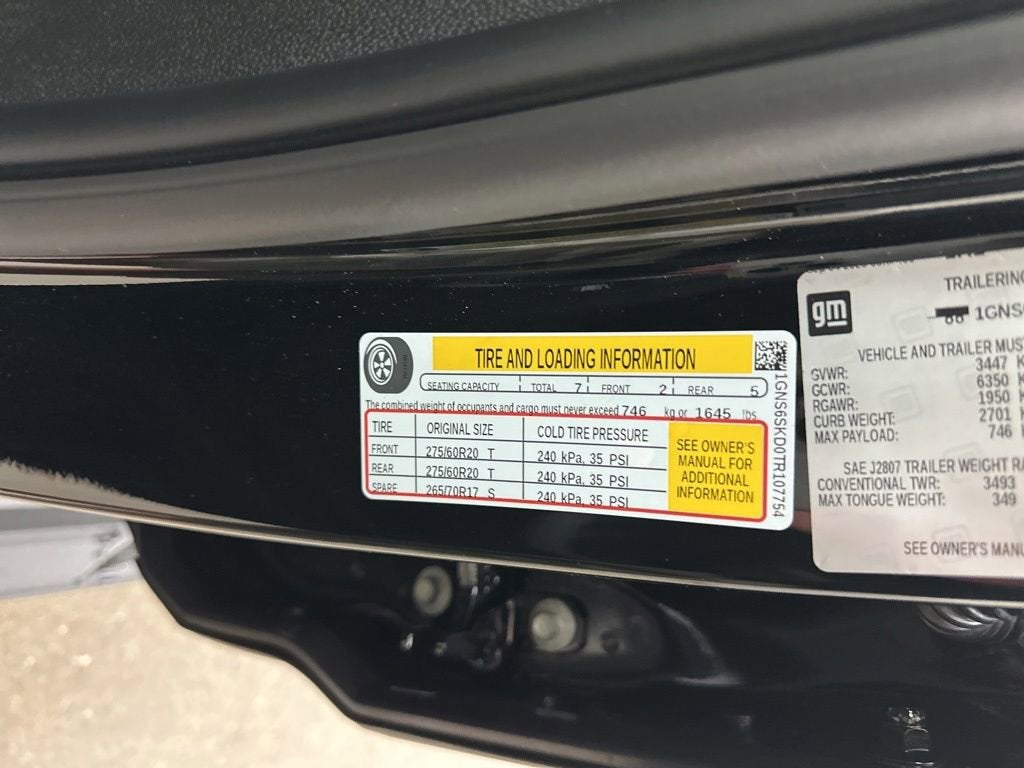 TIRE AND LOADING INFORMATION
SEATING CAPACITY TOTAL 7 FRONT 2 REAR 5
The combined weight of occupants and cargo must never exceed 746 kg or 1645 lbs
TIRE ORIGINAL SIZE COLD TIRE PRESSURE
FRONT 275/60R20 T 240 kPa, 35 PSI
REAR 275/60R20 T 240 kPa, 35 PSI
SPARE 265/70R17 S 240 kPa, 35 PSI
SEE OWNER'S
MANUAL FOR
ADDITIONAL
INFORMATION
1GNS6SKD0TR107754
gm
TRAILERING
1GNS6
VEHICLE AND TRAILER MUST
GVWR: 3447 K
GCWR: 6350 K
RGAWR: 1950 K
CURB WEIGHT: 2701 K
MAX PAYLOAD: 746 K
SAE J2807 TRAILER WEIGHT RA
CONVENTIONAL TWR: 3493
MAX TONGUE WEIGHT: 349
SEE OWNER'S MANU